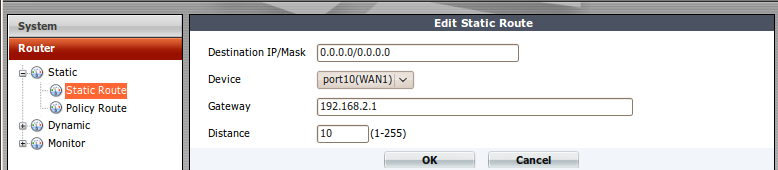 System
Router
Static
Static Route
Policy Route
Dynamic
Monitor
Edit Static Route
Destination IP/Mask 0.0.0.0/0.0.0.0
Device port10(WAN1)
Gateway 192.168.2.1
Distance 10 (1-255)
OK Cancel